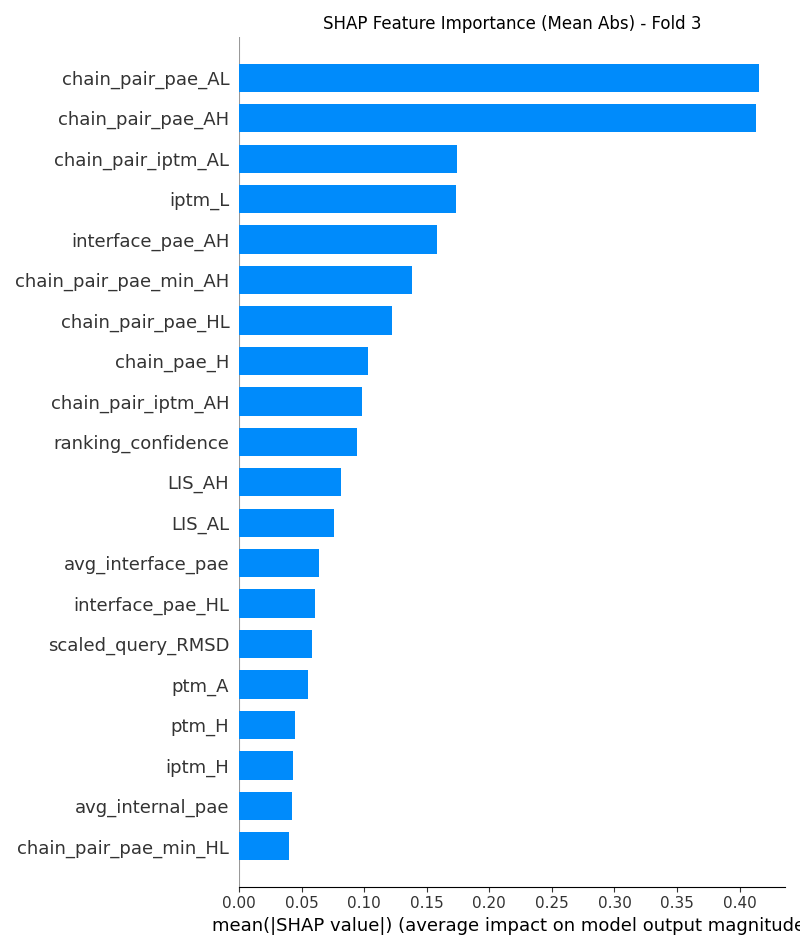 SHAP Feature Importance (Mean Abs) - Fold 3
chain_pair_pae_AL
chain_pair_pae_AH
chain_pair_iptm_AL
iptm_L
interface_pae_AH
chain_pair_pae_min_AH
chain_pair_pae_HL
chain_pae_H
chain_pair_iptm_AH
ranking_confidence
LIS_AH
LIS_AL
avg_interface_pae
interface_pae_HL
scaled_query_RMSD
ptm_A
ptm_H
iptm_H
avg_internal_pae
chain_pair_pae_min_HL
0.00 0.05 0.10 0.15 0.20 0.25 0.30 0.35 0.40
mean(|SHAP value|) (average impact on model output magnitude